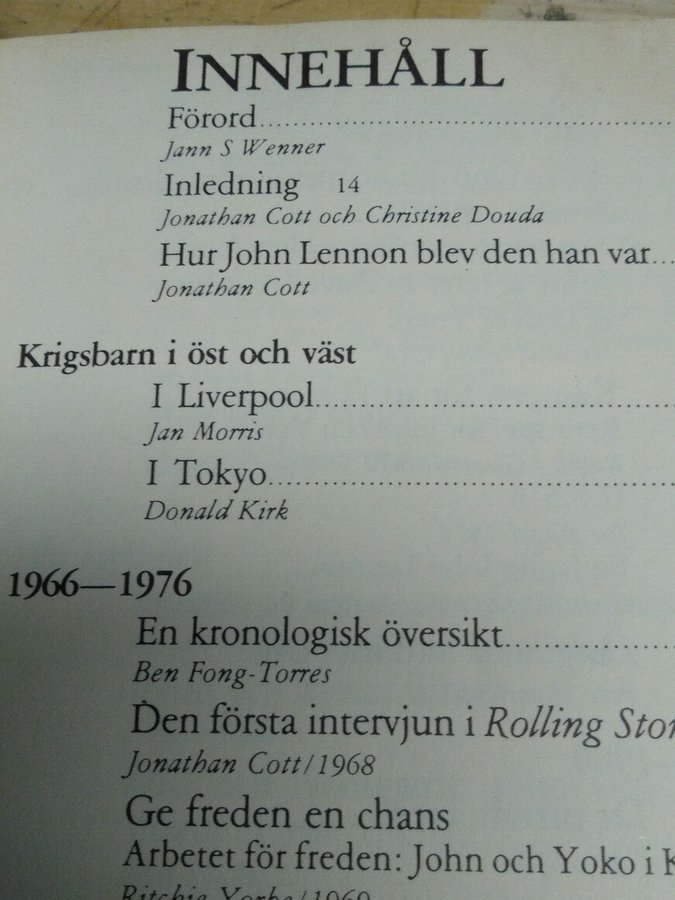 INNEHÅLL
Förord
Jann S Wenner
Inledning 14
Jonathan Cott och Christine Douda
Hur John Lennon blev den han var
Jonathan Cott
Krigsbarn i öst och väst
I Liverpool
Jan Morris
I Tokyo
Donald Kirk
1966—1976
En kronologisk översikt
Ben Fong-Torres
Den första intervjun i Rolling
Jonathan Cott/1968
Ge freden en chans
Arbetet för freden: John och Yoko i
Ritchie